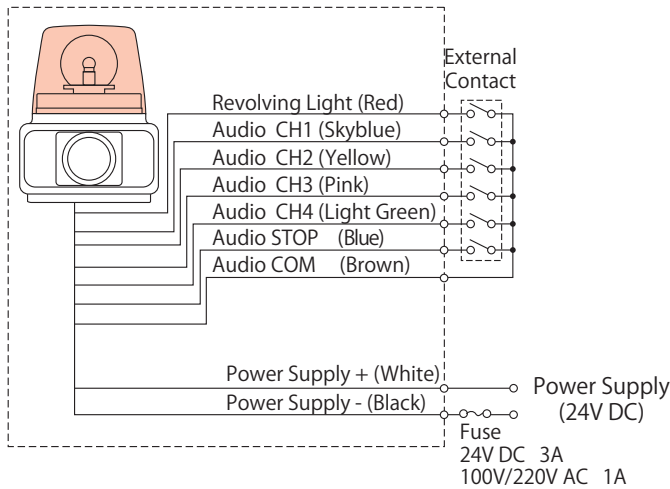 External
Contact
Revolving Light (Red)
Audio CH1 (Skyblue)
Audio CH2 (Yellow)
Audio CH3 (Pink)
Audio CH4 (Light Green)
Audio STOP (Blue)
Audio COM (Brown)
Power Supply + (White)
Power Supply - (Black)
Power Supply
(24V DC)
Fuse
24V DC 3A
100V/220V AC 1A